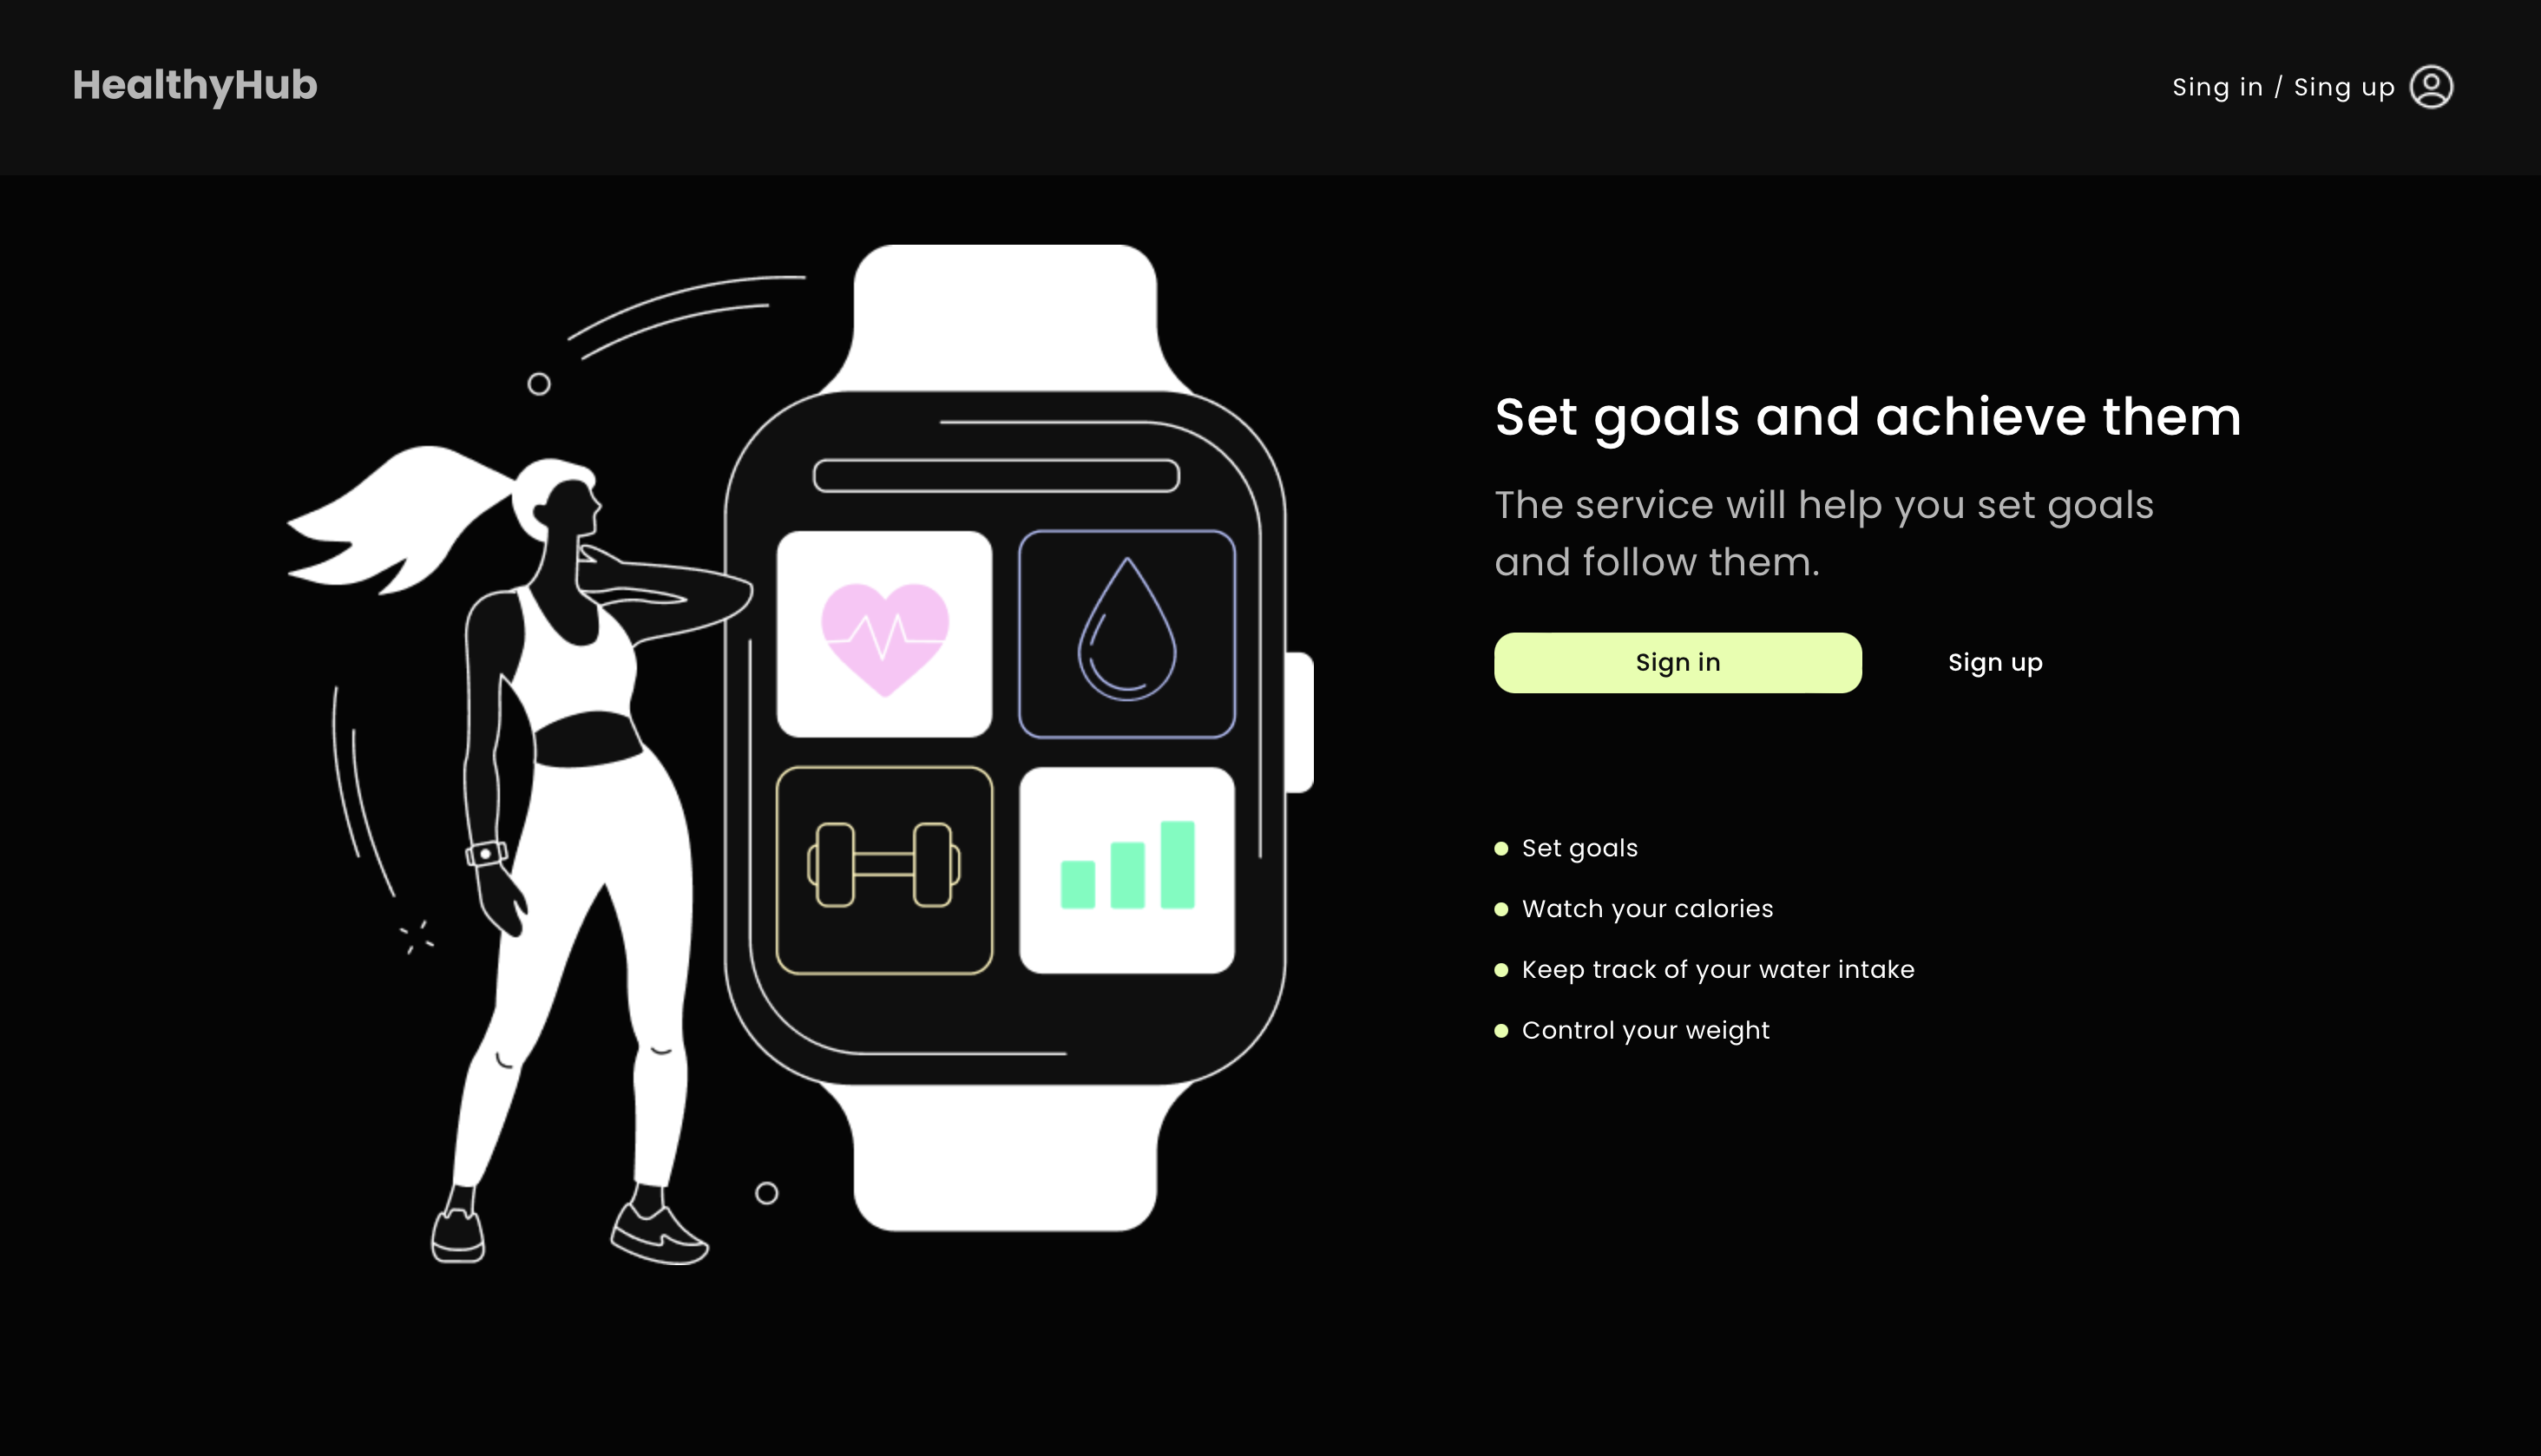 HealthyHub
Sing in / Sing up
Set goals and achieve them
The service will help you set goals
and follow them.
Sign in
Sign up
Set goals
Watch your calories
Keep track of your water intake
Control your weight